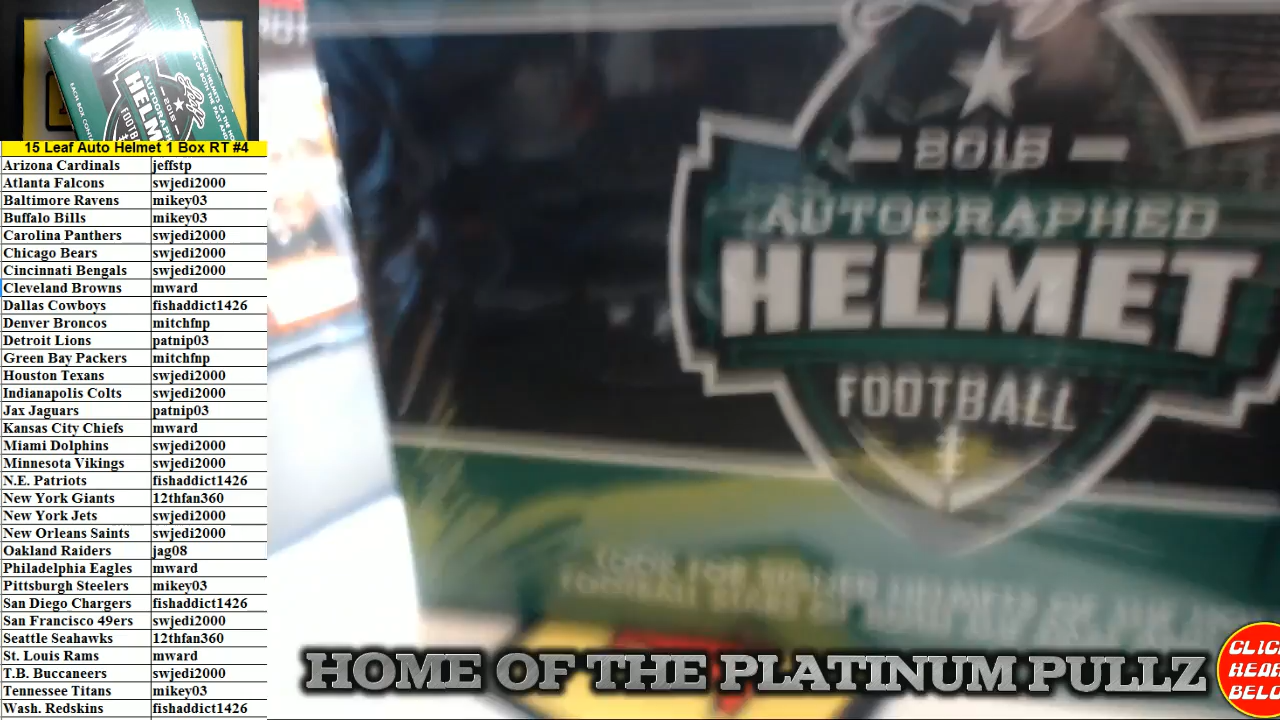 15 Leaf Auto Helmet 1 Box RT #4
Arizona Cardinals jeffstp
Atlanta Falcons swjedi2000
Baltimore Ravens mikey03
Buffalo Bills mikey03
Carolina Panthers swjedi2000
Chicago Bears swjedi2000
Cincinnati Bengals swjedi2000
Cleveland Browns mward
Dallas Cowboys fishaddict1426
Denver Broncos mitchfnp
Detroit Lions patnip03
Green Bay Packers mitchfnp
Houston Texans swjedi2000
Indianapolis Colts swjedi2000
Jax Jaguars patnip03
Kansas City Chiefs mward
Miami Dolphins swjedi2000
Minnesota Vikings swjedi2000
N.E. Patriots fishaddict1426
New York Giants 12thfan360
New York Jets swjedi2000
New Orleans Saints swjedi2000
Oakland Raiders jag08
Philadelphia Eagles mward
Pittsburgh Steelers mikey03
San Diego Chargers fishaddict1426
San Francisco 49ers swjedi2000
Seattle Seahawks 12thfan360
St. Louis Rams mward
T.B. Buccaneers swjedi2000
Tennessee Titans mikey03
Wash. Redskins fishaddict1426
2015
AUTOGRAPHED
HELMET
FOOTBALL
LOOK FOR
FOOTBALL
HOME OF THE PLATINUM PULLZ
CLIC
HEAR
BELO